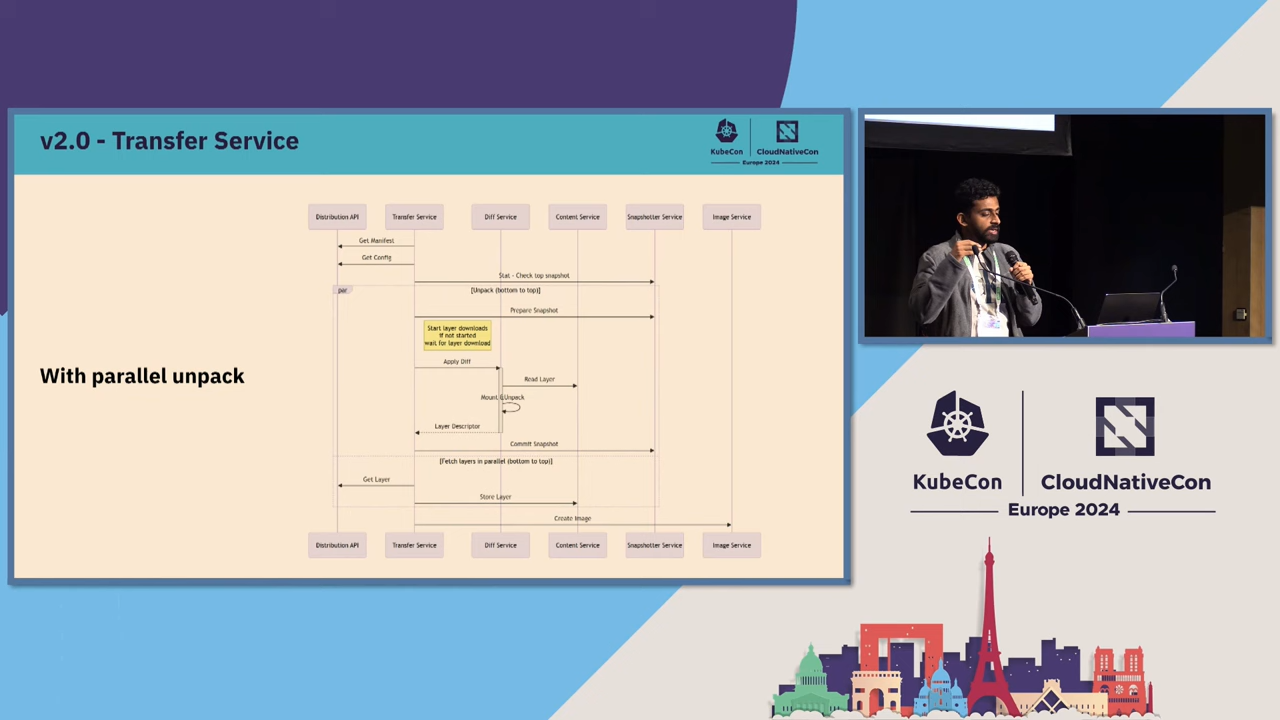 v2.0 - Transfer Service
KubeCon
CloudNativeCon
Europe 2024
With parallel unpack
Distribution API
Transfer Service
Diff Service
Content Service
Snapshotter Service
Image Service
Get Manifest
Get Config
Stat - Check top snapshot
par
[Unpack (bottom to top)]
Prepare Snapshot
Start layer downloads
if not started
wait for layer download
Apply Diff
Read Layer
Mount & Unpack
Layer Descriptor
Commit Snapshot
[Fetch layers in parallel (bottom to top)]
Get Layer
Store Layer
Create Image
Distribution API
Transfer Service
Diff Service
Content Service
Snapshotter Service
Image Service
KubeCon
CloudNativeCon
Europe 2024